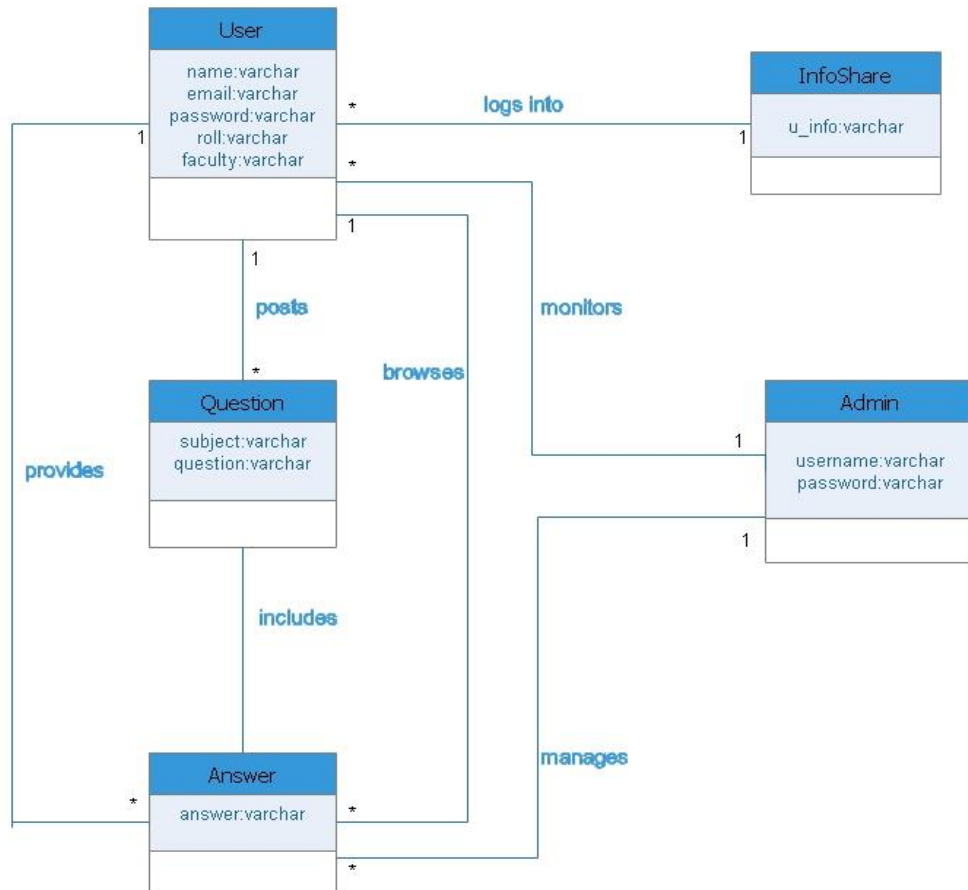 User
name:varchar
email:varchar
password:varchar
roll:varchar
faculty:varchar
InfoShare
u_info:varchar
*
logs into
1
1
*
1
1
posts
monitors
browses
*
Question
subject:varchar
question:varchar
provides
Admin
username:varchar
password:varchar
1
1
includes
manages
Answer
answer:varchar
*
*
*